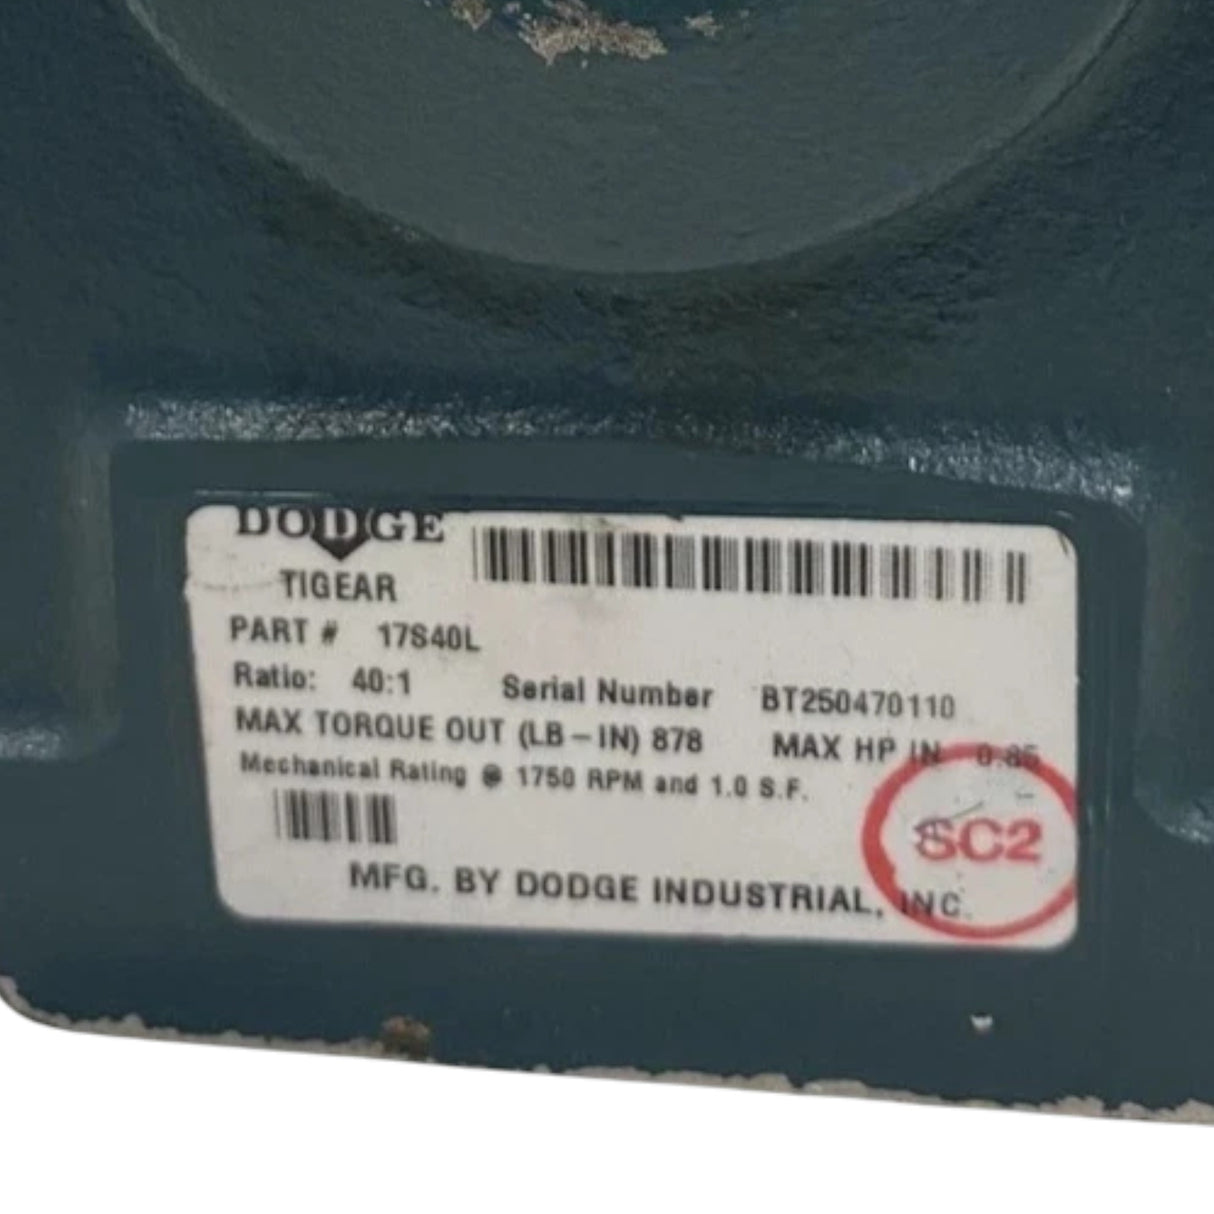 DODGE
TIGEAR
PART # 17S40L
Ratio: 40:1 Serial Number BT250470110
MAX TORQUE OUT (LB-IN) 878 MAX HP IN 0.85
Mechanical Rating @ 1750 RPM and 1.0 S.F.
SC2
MFG. BY DODGE INDUSTRIAL, INC.